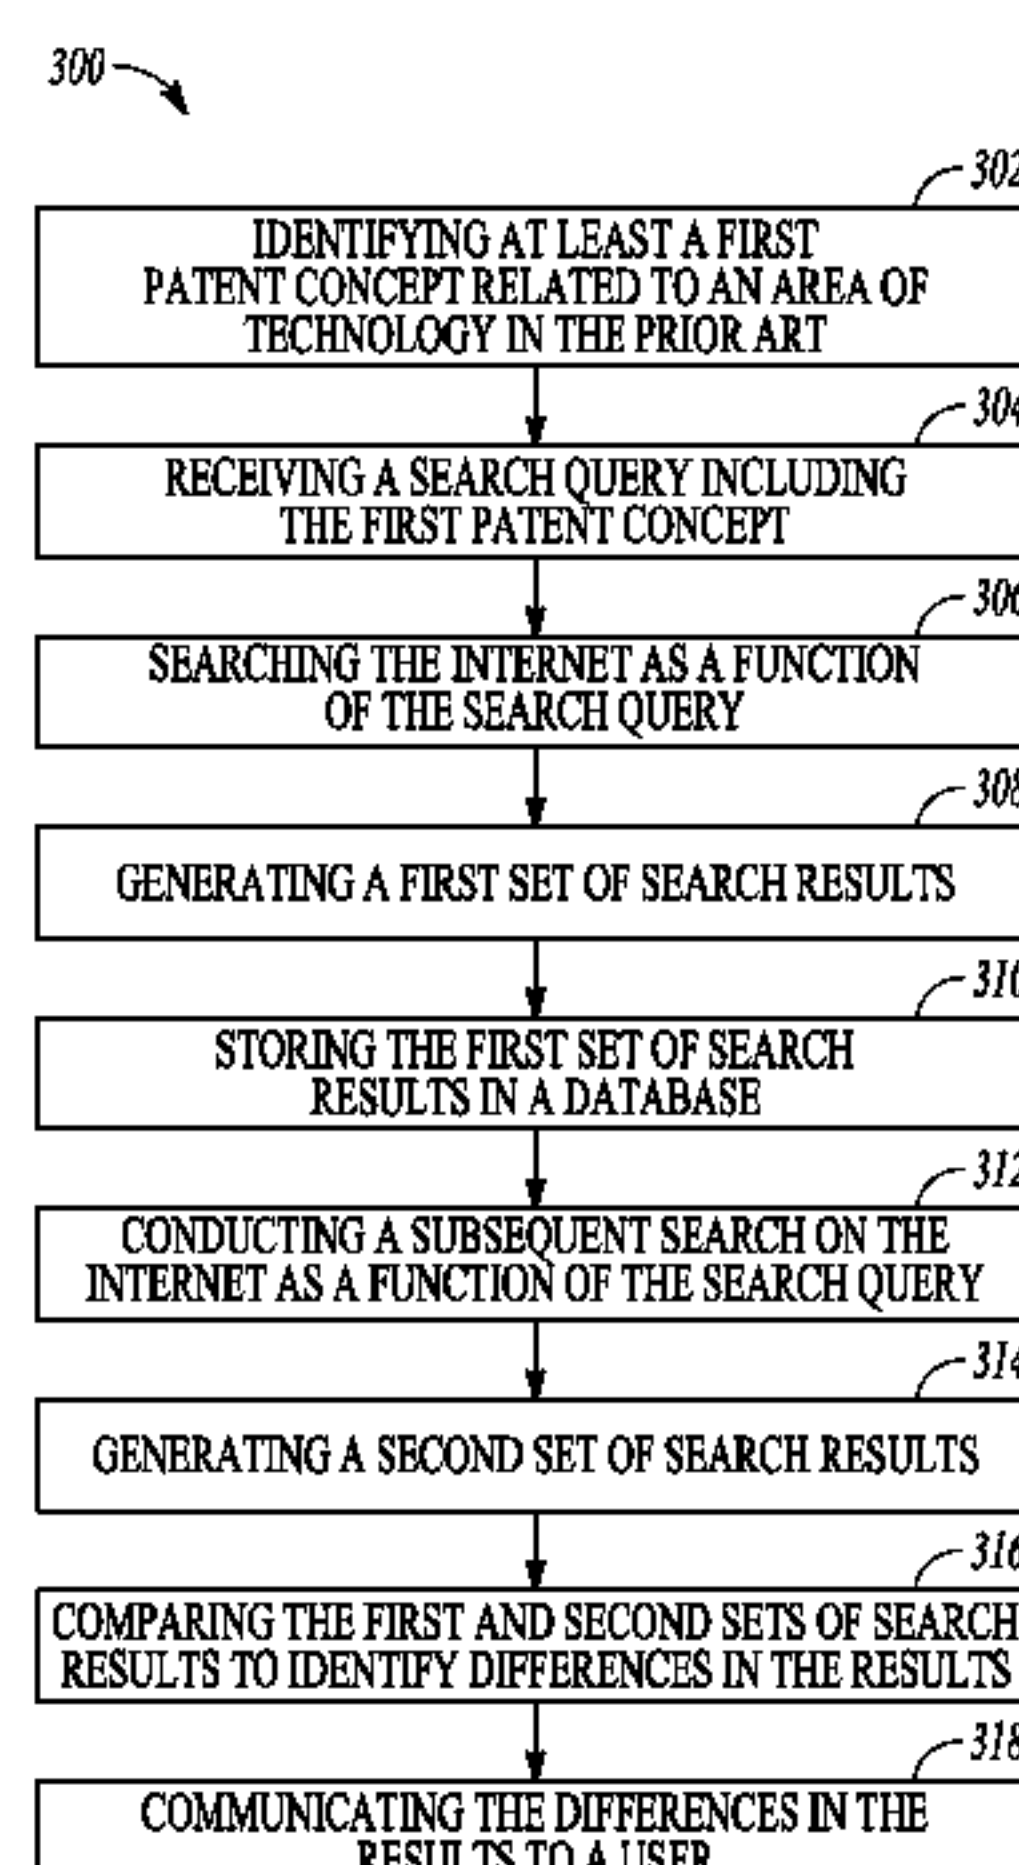 300
302
IDENTIFYING AT LEAST A FIRST
PATENT CONCEPT RELATED TO AN AREA OF
TECHNOLOGY IN THE PRIOR ART
304
RECEIVING A SEARCH QUERY INCLUDING
THE FIRST PATENT CONCEPT
306
SEARCHING THE INTERNET AS A FUNCTION
OF THE SEARCH QUERY
308
GENERATING A FIRST SET OF SEARCH RESULTS
310
STORING THE FIRST SET OF SEARCH
RESULTS IN A DATABASE
312
CONDUCTING A SUBSEQUENT SEARCH ON THE
INTERNET AS A FUNCTION OF THE SEARCH QUERY
314
GENERATING A SECOND SET OF SEARCH RESULTS
316
COMPARING THE FIRST AND SECOND SETS OF SEARCH
RESULTS TO IDENTIFY DIFFERENCES IN THE RESULTS
318
COMMUNICATING THE DIFFERENCES IN THE
RESULTS TO A USER